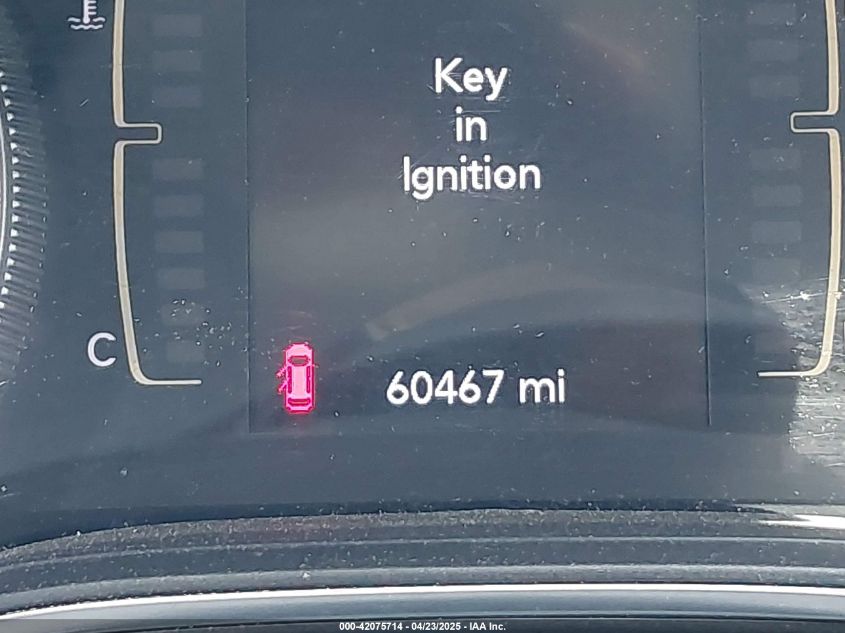 Key
in
Ignition
C
60467 mi
000-42075714 - 04/23/2025 - IAA Inc.